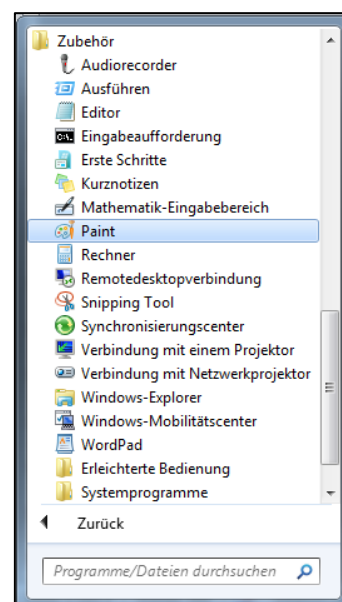 Zubehör
Audiorecorder
Ausführen
Editor
Eingabeaufforderung
Erste Schritte
Kurznotizen
Mathematik-Eingabebereich
Paint
Rechner
Remotedesktopverbindung
Snipping Tool
Synchronisierungscenter
Verbindung mit einem Projektor
Verbindung mit Netzwerkprojektor
Windows-Explorer
Windows-Mobilitätscenter
WordPad
Erleichterte Bedienung
Systemprogramme
Zurück
Programme/Dateien durchsuchen